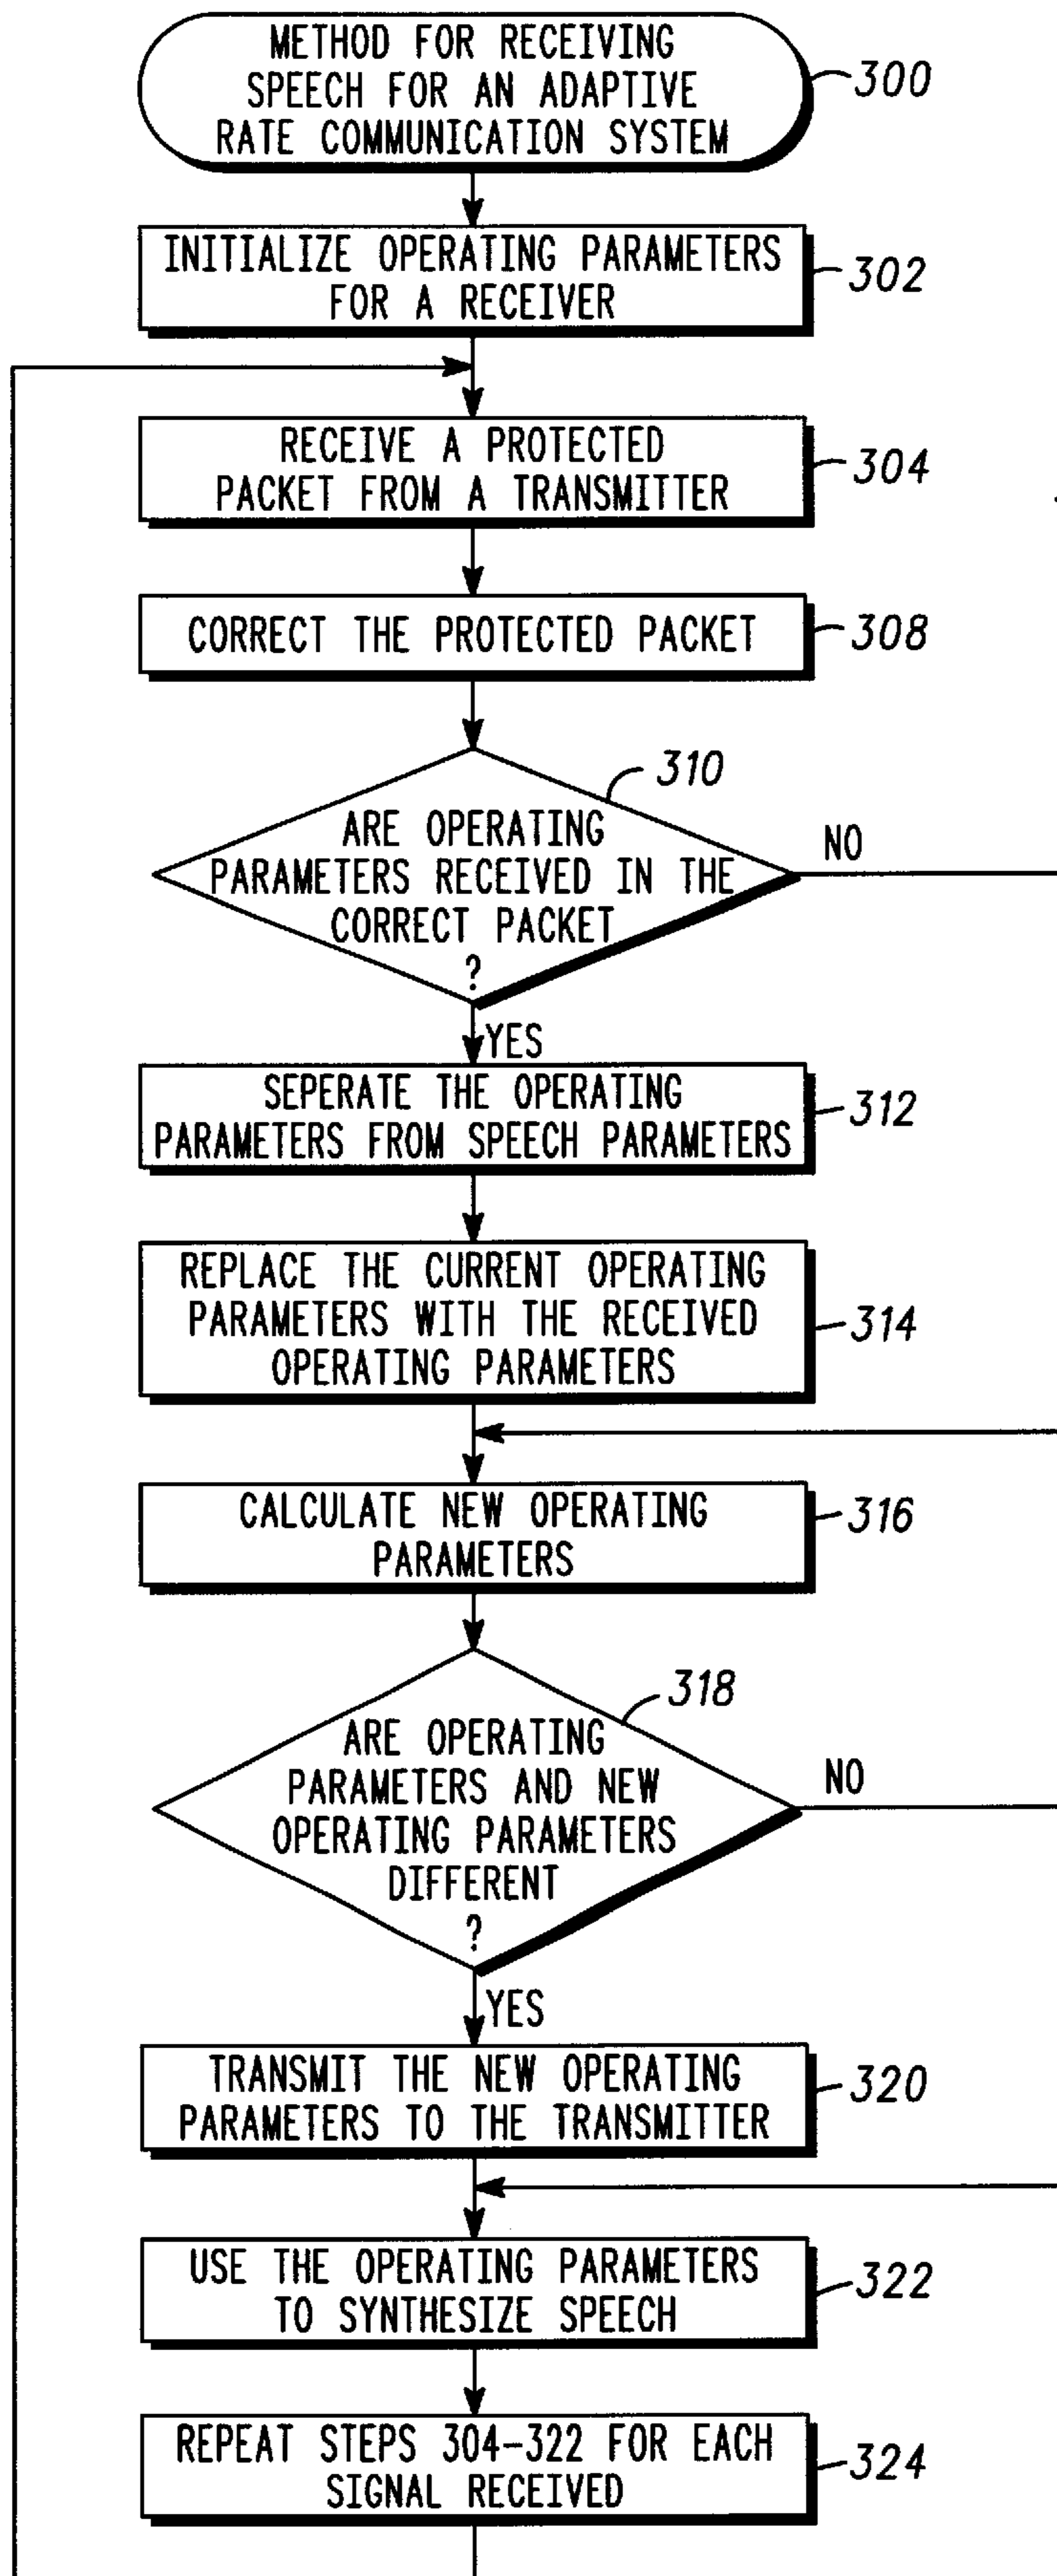 METHOD FOR RECEIVING
SPEECH FOR AN ADAPTIVE
RATE COMMUNICATION SYSTEM
300
INITIALIZE OPERATING PARAMETERS
FOR A RECEIVER
302
RECEIVE A PROTECTED
PACKET FROM A TRANSMITTER
304
CORRECT THE PROTECTED PACKET
308
310
ARE OPERATING
PARAMETERS RECEIVED IN THE
CORRECT PACKET
?
NO
YES
SEPERATE THE OPERATING
PARAMETERS FROM SPEECH PARAMETERS
312
REPLACE THE CURRENT OPERATING
PARAMETERS WITH THE RECEIVED
OPERATING PARAMETERS
314
CALCULATE NEW OPERATING
PARAMETERS
316
318
ARE OPERATING
PARAMETERS AND NEW
OPERATING PARAMETERS
DIFFERENT
?
NO
YES
TRANSMIT THE NEW OPERATING
PARAMETERS TO THE TRANSMITTER
320
USE THE OPERATING PARAMETERS
TO SYNTHESIZE SPEECH
322
REPEAT STEPS 304-322 FOR EACH
SIGNAL RECEIVED
324